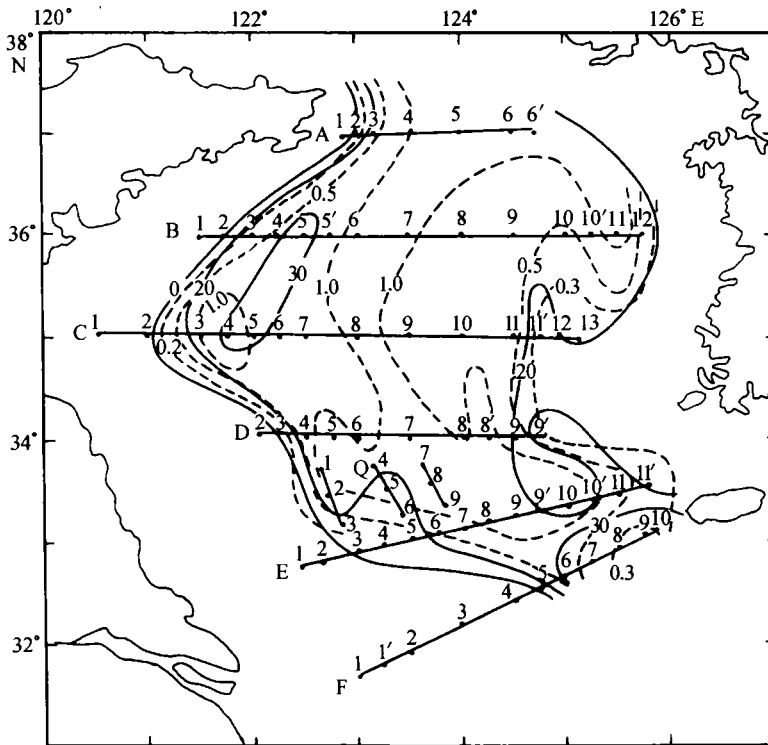 120° 122° 124° 126° E
38°
N
A 1 2 3 4 5 6 6′
0.5
B 1 2 3 4 5 5′ 6 7 8 9 10 10′ 11 12
36°
0 20 1.0 30 1.0 1.0 0.5 0.3
C 1 2 3 4 5 6 7 8 9 10 11 11′ 12 13
0.2
20
D 2 3 4 5 6 7 8 8′ 9 9′
34°
1 Q 4 7
2 5 8
3 6 9
E 1 2 3 4 5 6 7 8 9 9′ 10 10′ 11 11′
30
0.3
F 1 1′ 2 3 4 5 6 7 8 9 10
32°